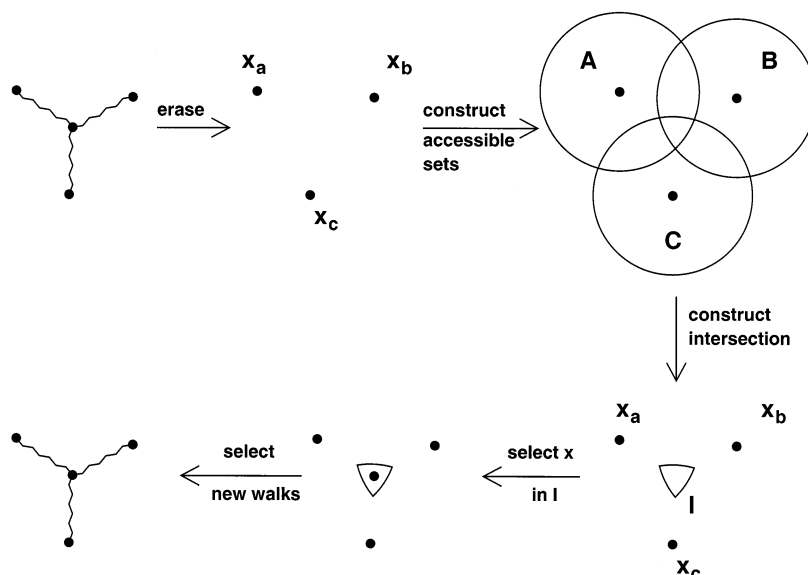 x_a
x_b
erase
x_c
construct
accessible
sets
A
B
C
construct
intersection
x_a
x_b
I
x_c
select x
in I
select
new walks